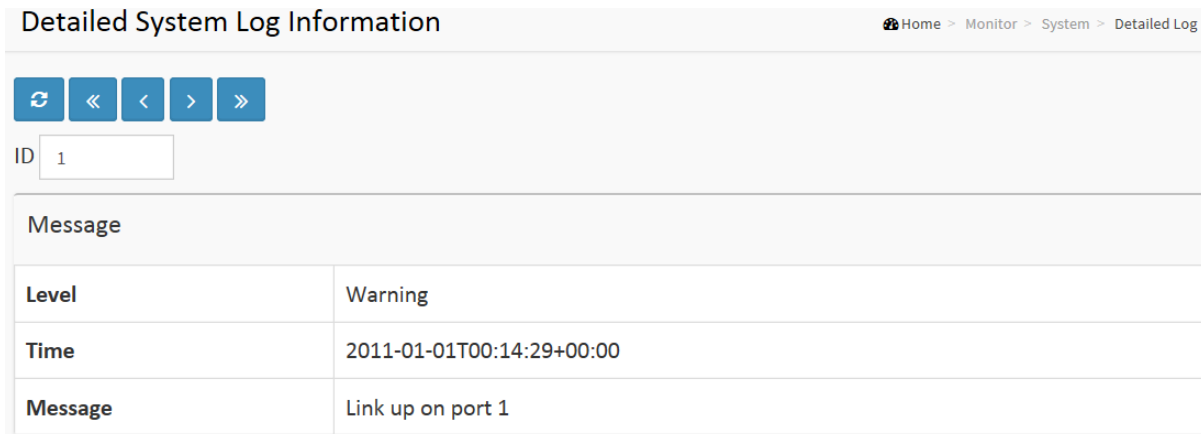 Detailed System Log Information
Home > Monitor > System > Detailed Log
« < > »
ID 1
Message
Level Warning
Time 2011-01-01T00:14:29+00:00
Message Link up on port 1